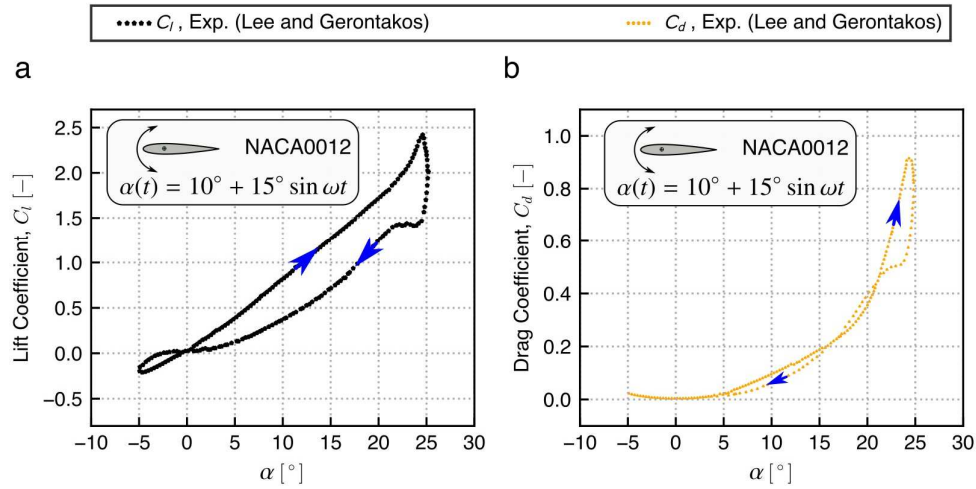 C_l , Exp. (Lee and Gerontakos)
C_d , Exp. (Lee and Gerontakos)
a
2.5
2.0
1.5
1.0
0.5
0.0
−0.5
Lift Coefficient, C_l [−]
NACA0012
α(t) = 10° + 15° sin ωt
−10 −5 0 5 10 15 20 25 30
α [°]
b
1.0
0.8
0.6
0.4
0.2
0.0
Drag Coefficient, C_d [−]
NACA0012
α(t) = 10° + 15° sin ωt
−10 −5 0 5 10 15 20 25 30
α [°]